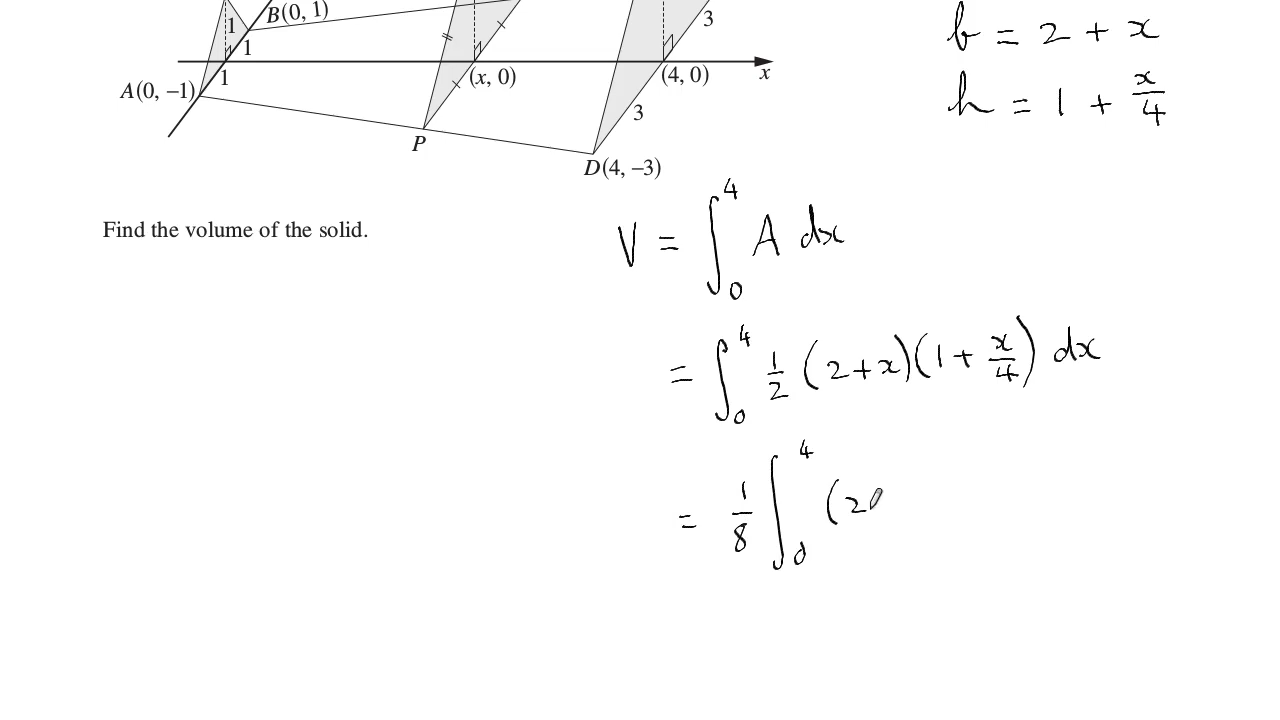 B(0, 1)
b = 2 + x
1
1
3
1
(x, 0)
(4, 0)
x
A(0, –1)
h = 1 + x/4
3
P
D(4, –3)
Find the volume of the solid.
V = ∫₀⁴ A dx
= ∫₀⁴ 1/2 (2+x)(1 + x/4) dx
= 1/8 ∫₀⁴ (2